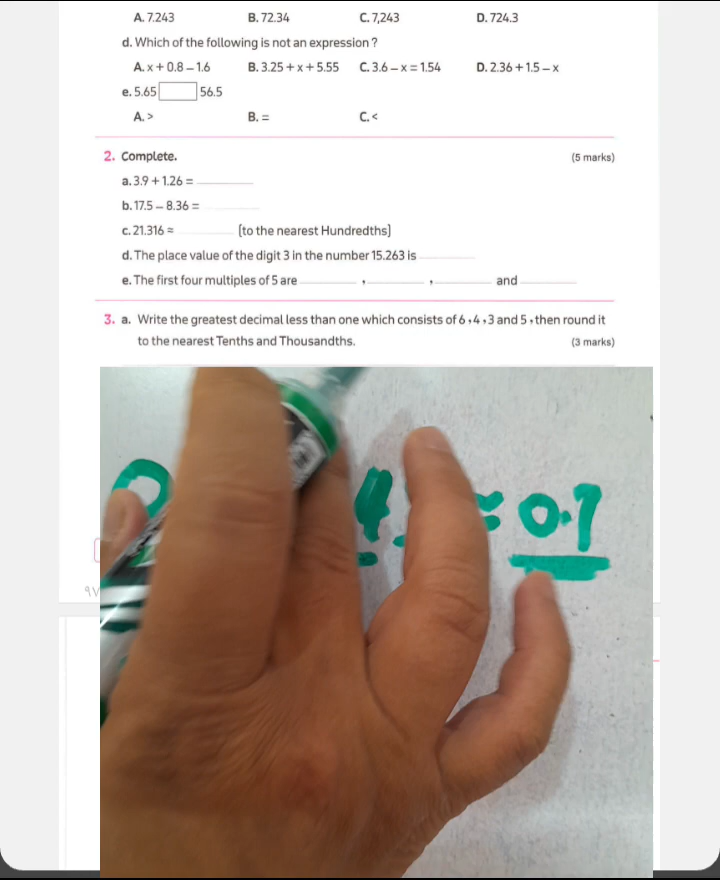 A. 7.243 B. 72.34 C. 7,243 D. 724.3
d. Which of the following is not an expression ?
A. x + 0.8 – 1.6 B. 3.25 + x + 5.55 C. 3.6 – x = 1.54 D. 2.36 + 1.5 – x
e. 5.65 56.5
A. > B. = C. <
2. Complete. (5 marks)
a. 3.9 + 1.26 =
b. 17.5 – 8.36 =
c. 21.316 ≈ (to the nearest Hundredths)
d. The place value of the digit 3 in the number 15.263 is
e. The first four multiples of 5 are , , and
3. a. Write the greatest decimal less than one which consists of 6 ، 4 ، 3 and 5 ، then round it
to the nearest Tenths and Thousandths. (3 marks)
0 4 ≈ 0.7
٩٧